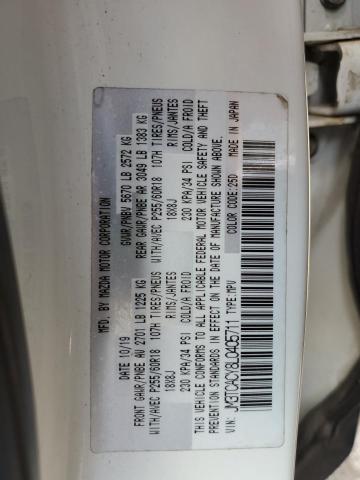 MFD. BY MAZDA MOTOR CORPORATION
DATE: 10/19 GVWR/PNBV 5670 LB 2572 KG
FRONT GAWR/PNBE AV 2701 LB 1225 KG REAR GAWR/PNBE AR 3049 LB 1383 KG
P255/60R18 107H TIRES/PNEUS P255/60R18 107H TIRES/PNEUS
18X8J RIMS/JANTES 18X8J RIMS/JANTES
230 KPA/34 PSI COLD/A FROID 230 KPA/34 PSI COLD/A FROID
THIS VEHICLE CONFORMS TO ALL APPLICABLE FEDERAL MOTOR VEHICLE SAFETY AND THEFT
PREVENTION STANDARDS IN EFFECT ON THE DATE OF MANUFACTURE SHOWN ABOVE.
VIN: JM3TCACY8L0405711 TYPE: MPV COLOR CODE: 25D MADE IN JAPAN